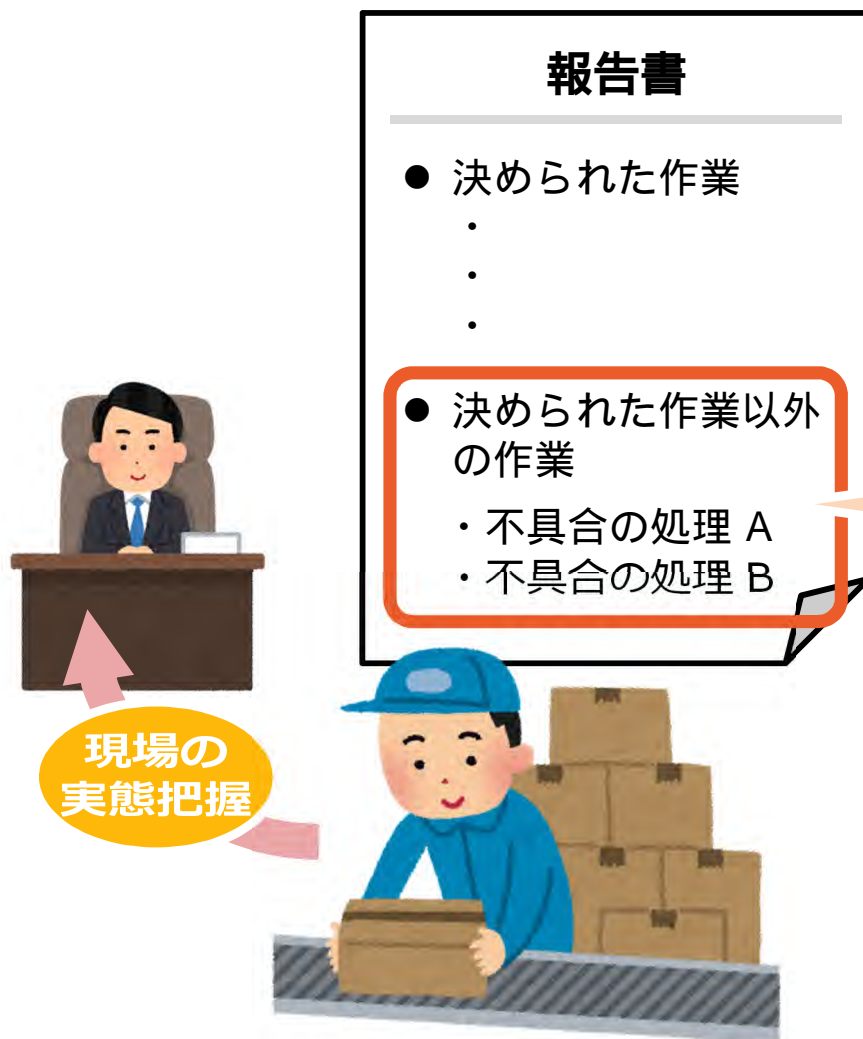 報告書
● 決められた作業
・
・
・
● 決められた作業以外
の作業
・不具合の処理 A
・不具合の処理 B
現場の
実態把握